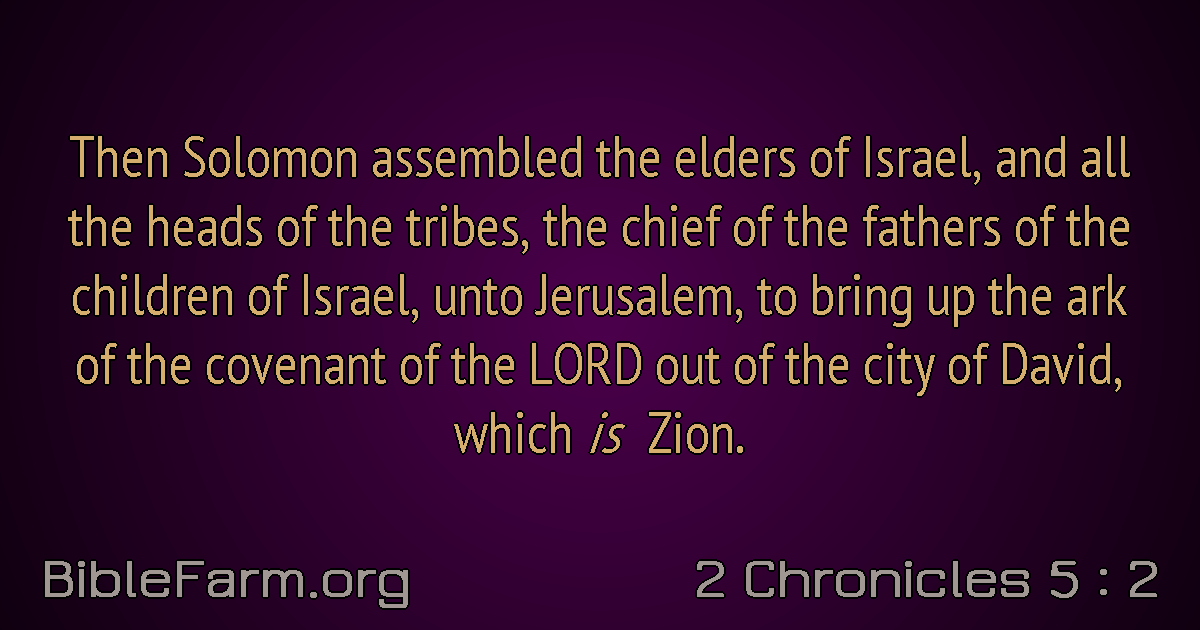 Then Solomon assembled the elders of Israel, and all
the heads of the tribes, the chief of the fathers of the
children of Israel, unto Jerusalem, to bring up the ark
of the covenant of the LORD out of the city of David,
which is Zion.
BibleFarm.org
2 Chronicles 5 : 2